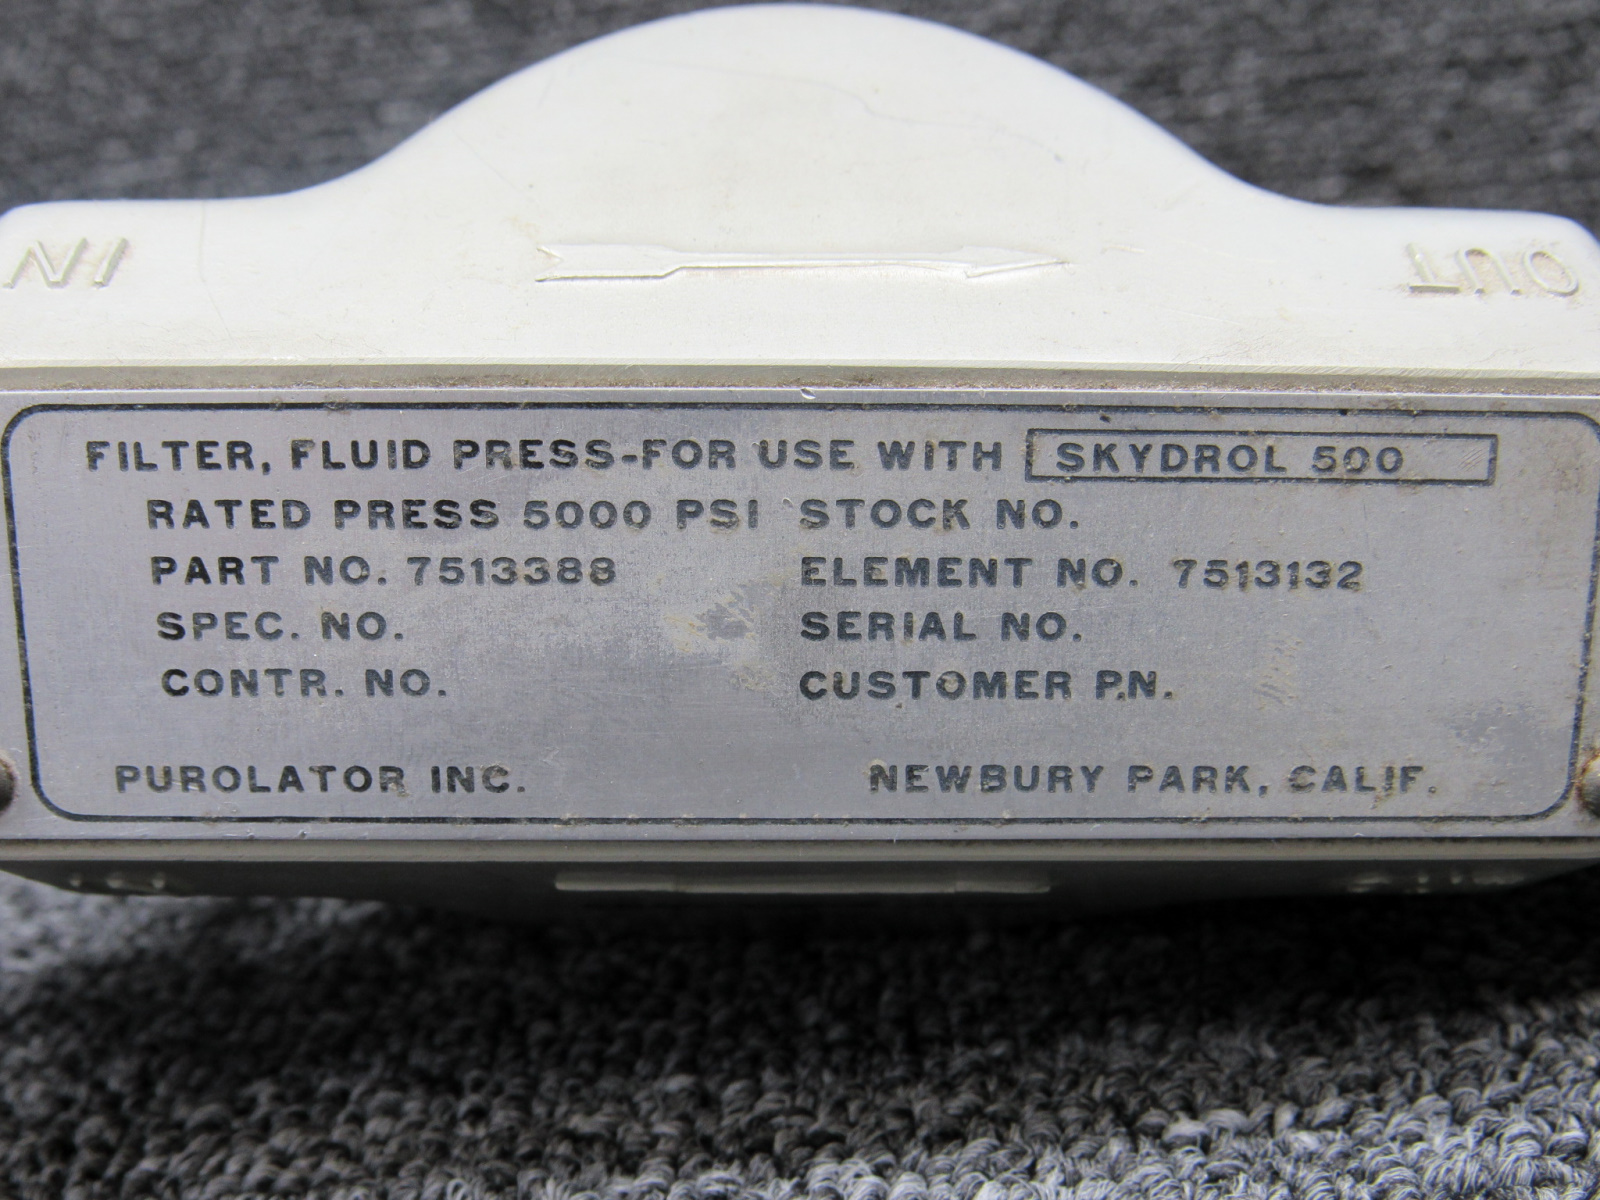 IN OUT
FILTER, FLUID PRESS-FOR USE WITH SKYDROL 500
RATED PRESS 5000 PSI STOCK NO.
PART NO. 7513388 ELEMENT NO. 7513132
SPEC. NO. SERIAL NO.
CONTR. NO. CUSTOMER P.N.
PUROLATOR INC. NEWBURY PARK, CALIF.